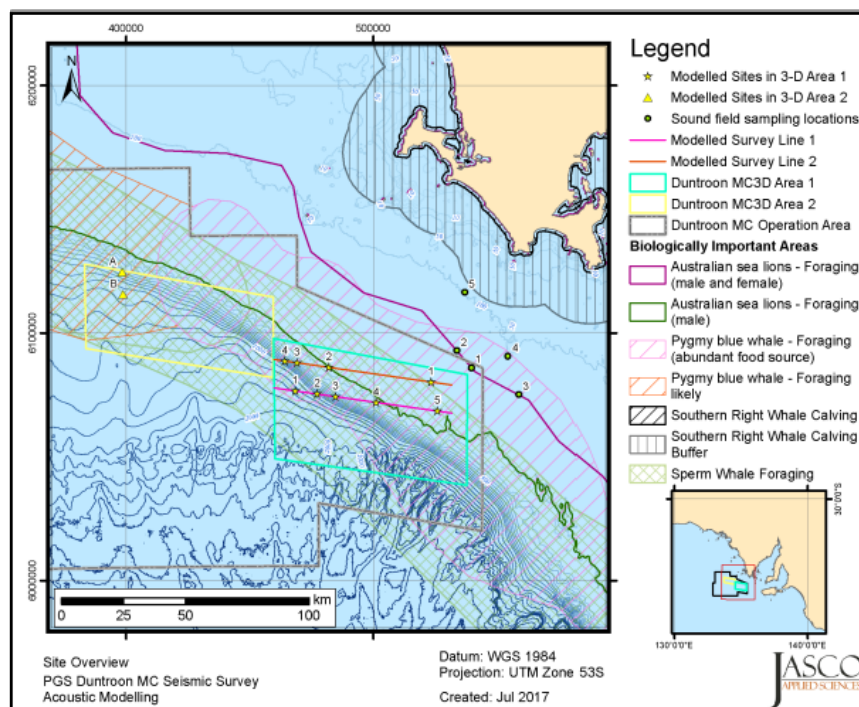 400000
500000
6200000
6100000
6000000
N
A
B
5
2
4
1
3
4
3
2
1
1
2
3
4
5
km
0
25
50
100
Legend
Modelled Sites in 3-D Area 1
Modelled Sites in 3-D Area 2
Sound field sampling locations
Modelled Survey Line 1
Modelled Survey Line 2
Duntroon MC3D Area 1
Duntroon MC3D Area 2
Duntroon MC Operation Area
Biologically Important Areas
Australian sea lions - Foraging
(male and female)
Australian sea lions - Foraging
(male)
Pygmy blue whale - Foraging
(abundant food source)
Pygmy blue whale - Foraging
likely
Southern Right Whale Calving
Southern Right Whale Calving
Buffer
Sperm Whale Foraging
30°0'0"S
130°0'0"E
140°0'0"E
Site Overview
PGS Duntroon MC Seismic Survey
Acoustic Modelling
Datum: WGS 1984
Projection: UTM Zone 53S
Created: Jul 2017
JASCO
APPLIED SCIENCES